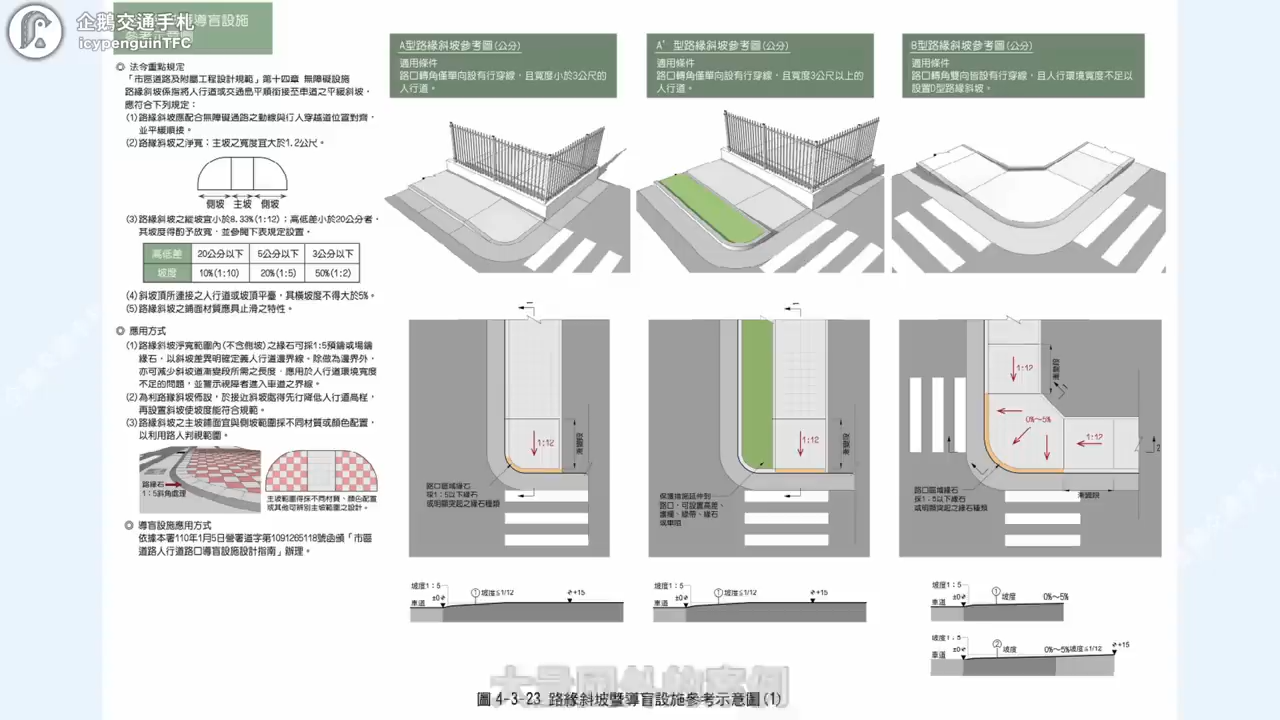 企鵝交通手札
icypenguinTFC
導盲設施
◎ 法令重點規定
「市區道路及附屬工程設計規範」第十四章 無障礙設施
路緣斜坡係指將人行道或交通島平順銜接至車道之平緩斜坡,
應符合下列規定:
(1)路緣斜坡應配合無障礙通路之動線與行人穿越道位置對齊,
並平緩順接。
(2)路緣斜坡之淨寬:主坡之寬度宜大於1.2公尺。
側坡 主坡 側坡
(3)路緣斜坡之縱坡宜小於8.33%(1:12);高低差小於20公分者,
其坡度得酌予放寬,並參閱下表規定設置。
高低差 20公分以下 5公分以下 3公分以下
坡度 10%(1:10) 20%(1:5) 50%(1:2)
(4)斜坡頂所連接之人行道或坡頂平臺,其橫坡度不得大於5%。
(5)路緣斜坡之鋪面材質應具止滑之特性。
◎ 應用方式
(1)路緣斜坡淨寬範圍內(不含側坡)之緣石可採1:5預鑄或場鑄
緣石,以斜坡差異明確定義人行道邊界線。除做為邊界外,
亦可減少斜坡道漸變段所需之長度,應用於人行道環境寬度
不足的問題,並警示視障者進入車道之界線。
(2)為利路緣斜坡佈設,於接近斜坡處得先行降低人行道高程,
再設置斜坡使坡度能符合規範。
(3)路緣斜坡之主坡鋪面宜與側坡範圍採不同材質或顏色配置,
以利用路人判視範圍。
路緣石
1:5斜角處理
主坡範圍得採不同材質、顏色配置
或其他可辨別主坡範圍之設計。
◎ 導盲設施應用方式
依據本署110年1月5日營署道字第1091265118號函頒「市區
道路人行道路口導盲設施設計指南」辦理。
A型路緣斜坡參考圖(公分)
適用條件
路口轉角僅單向設有行穿線,且寬度小於3公尺的
人行道。
A'型路緣斜坡參考圖(公分)
適用條件
路口轉角僅單向設有行穿線,且寬度3公尺以上的
人行道。
B型路緣斜坡參考圖(公分)
適用條件
路口轉角雙向皆設有行穿線,且人行環境寬度不足以
設置D型路緣斜坡。
1
1:12
漸變段
路口區域緣石
採1:5以下緣石
或明顯突起之緣石種類
1
1:12
漸變段
保護措施延伸到
路口,可設置高差、
護欄、綠帶、緣石
或車阻
1:12
漸變段
0%~5%
1:12
2
漸變段
路口區域緣石
採1:5以下緣石
或明顯突起之緣石種類
坡度1:5
±0
車道
1 坡度≤1/12
+15
坡度1:5
±0
車道
1 坡度≤1/12
+15
坡度1:5
±0
車道
1 坡度 0%~5%
坡度1:5
±0
車道
2 坡度 0%~5% 坡度≤1/12
+15
大量國外的案例
圖 4-3-23 路緣斜坡暨導盲設施參考示意圖(1)